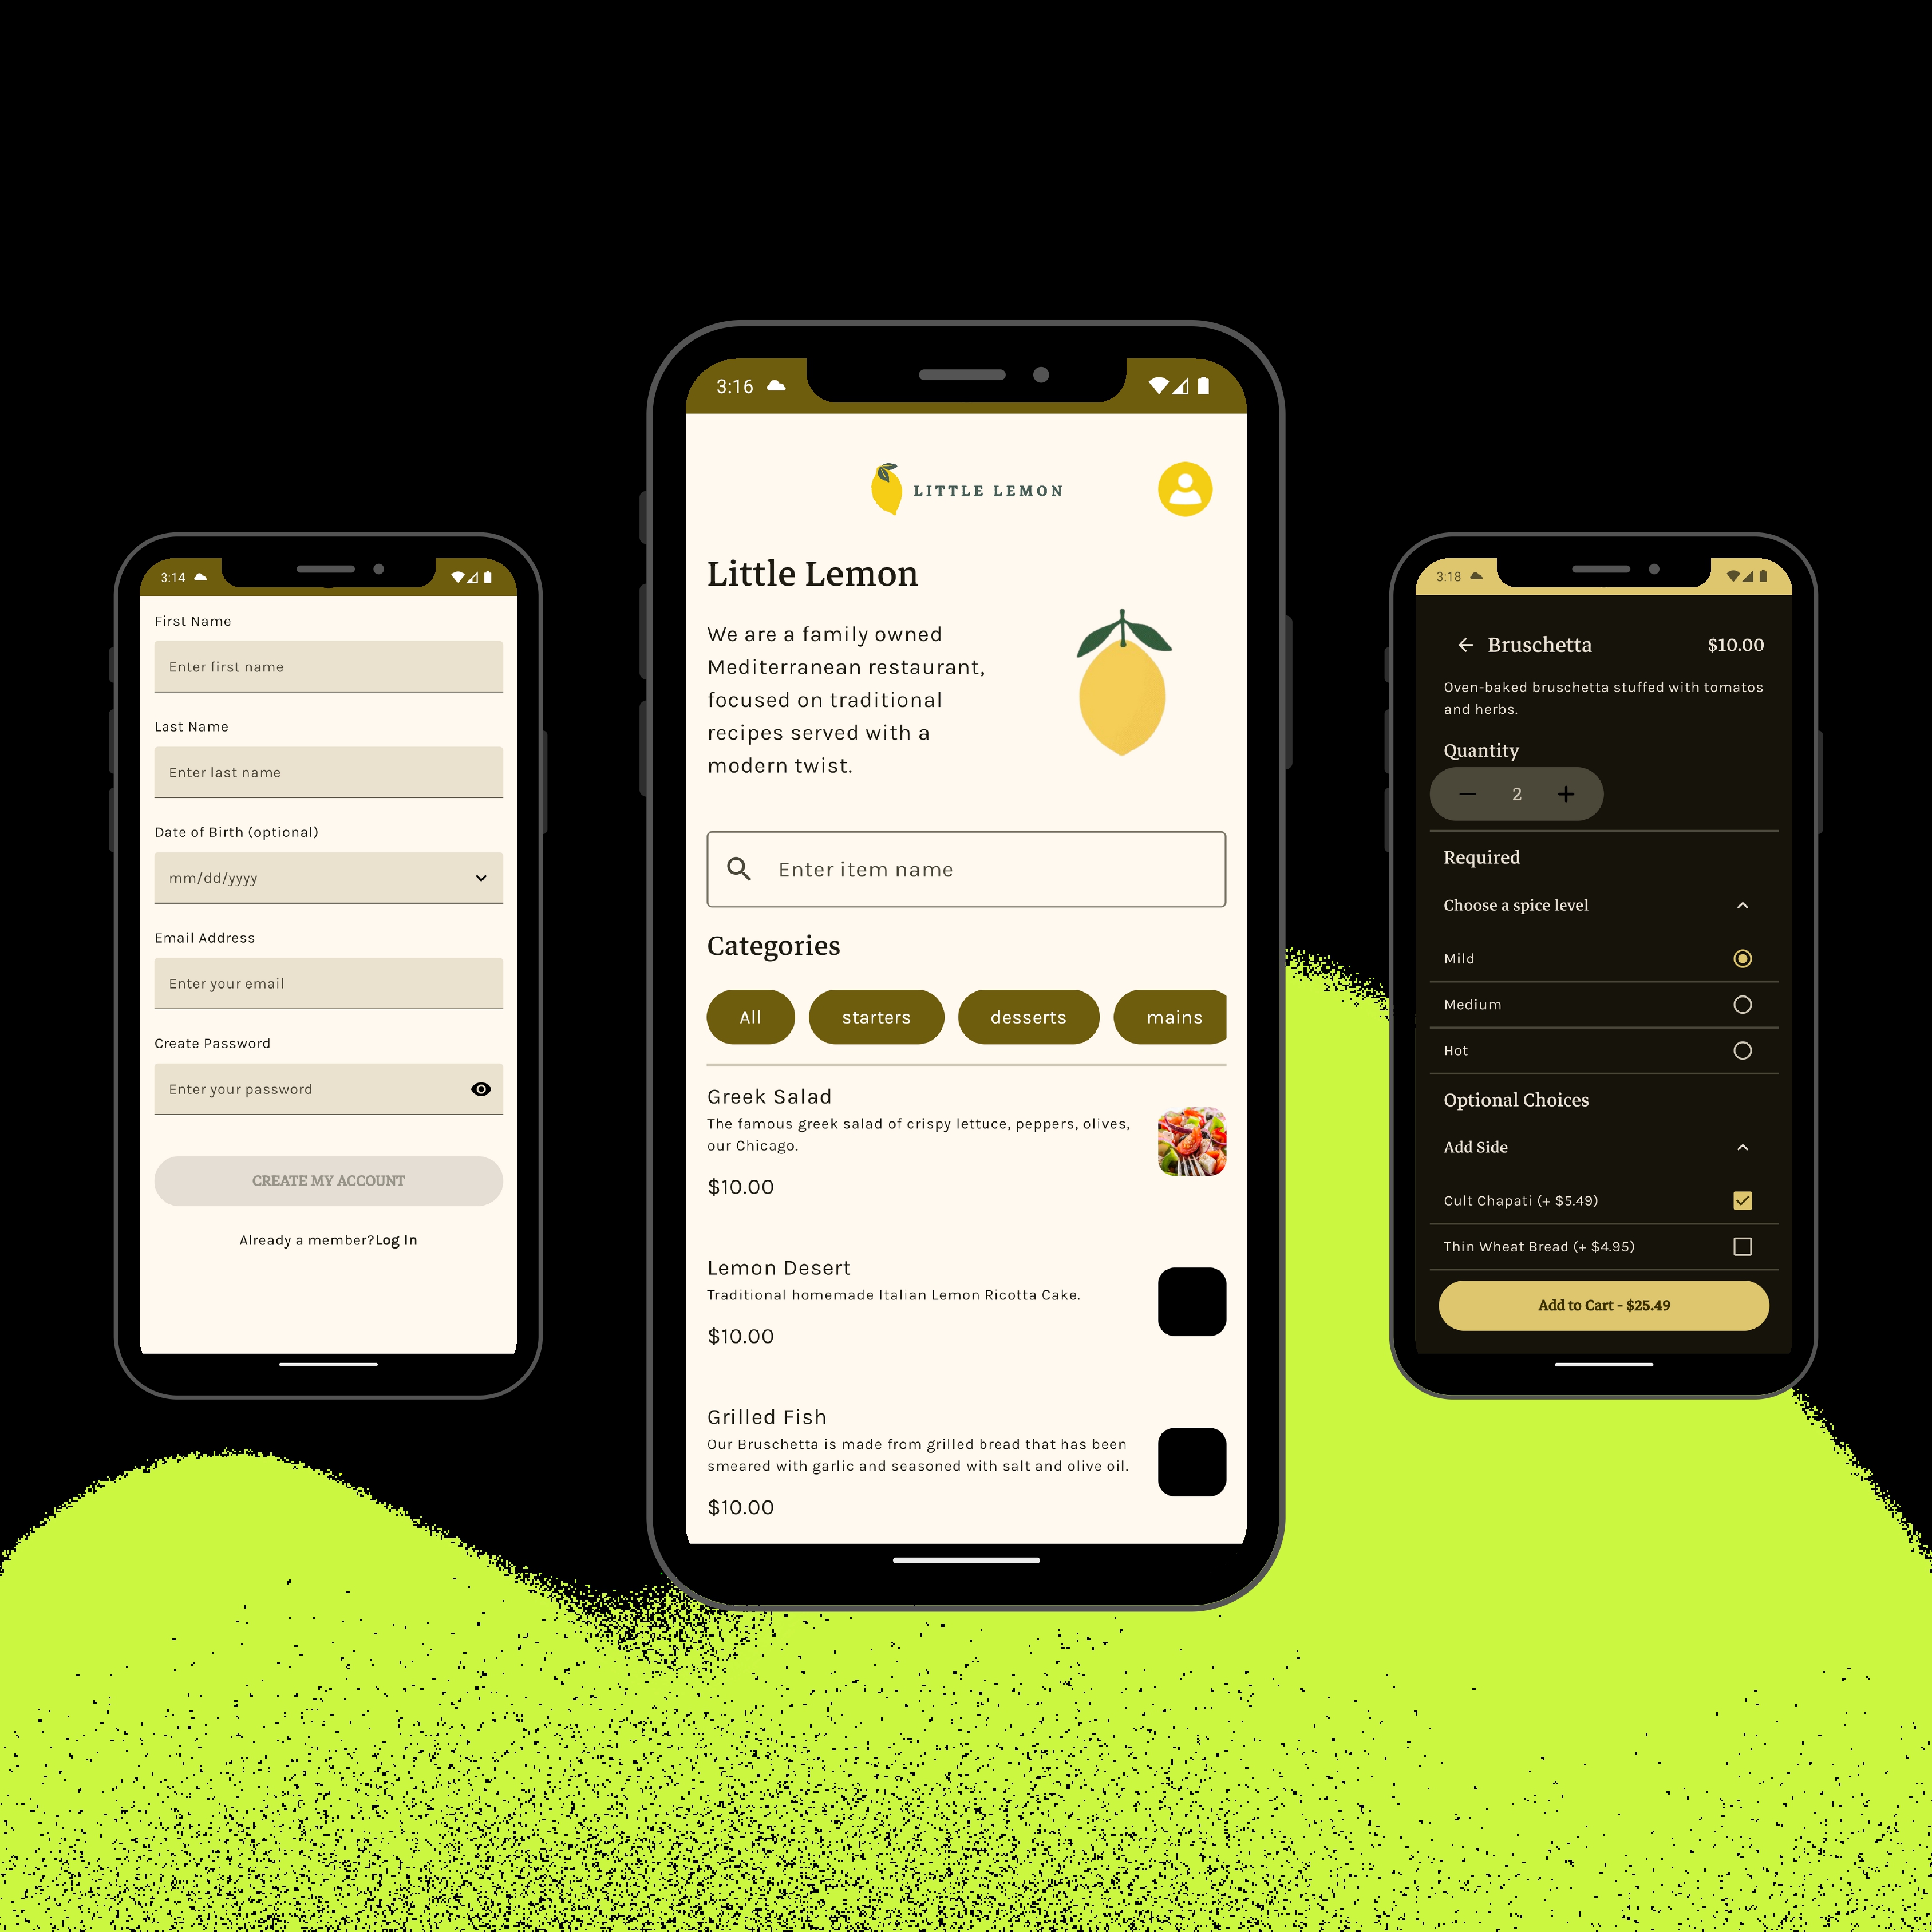 3:14
First Name
Enter first name
Last Name
Enter last name
Date of Birth (optional)
mm/dd/yyyy
Email Address
Enter your email
Create Password
Enter your password
CREATE MY ACCOUNT
Already a member?Log In
3:16
LITTLE LEMON
Little Lemon
We are a family owned
Mediterranean restaurant,
focused on traditional
recipes served with a
modern twist.
Enter item name
Categories
All starters desserts mains
Greek Salad
The famous greek salad of crispy lettuce, peppers, olives,
our Chicago.
$10.00
Lemon Desert
Traditional homemade Italian Lemon Ricotta Cake.
$10.00
Grilled Fish
Our Bruschetta is made from grilled bread that has been
smeared with garlic and seasoned with salt and olive oil.
$10.00
3:18
Bruschetta $10.00
Oven-baked bruschetta stuffed with tomatos
and herbs.
Quantity
2
Required
Choose a spice level
Mild
Medium
Hot
Optional Choices
Add Side
Cult Chapati (+ $5.49)
Thin Wheat Bread (+ $4.95)
Add to Cart - $25.49